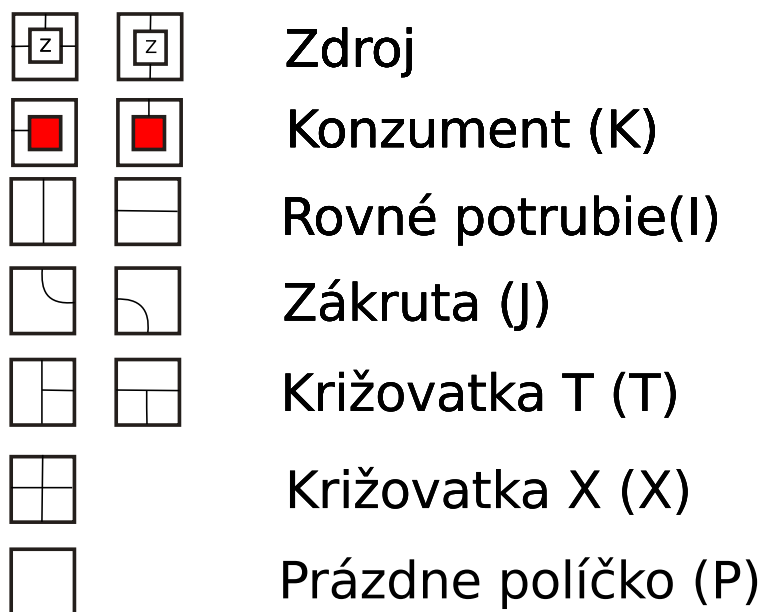 Z Z Zdroj
Konzument (K)
Rovné potrubie(I)
Zákruta (J)
Križovatka T (T)
Križovatka X (X)
Prázdne políčko (P)